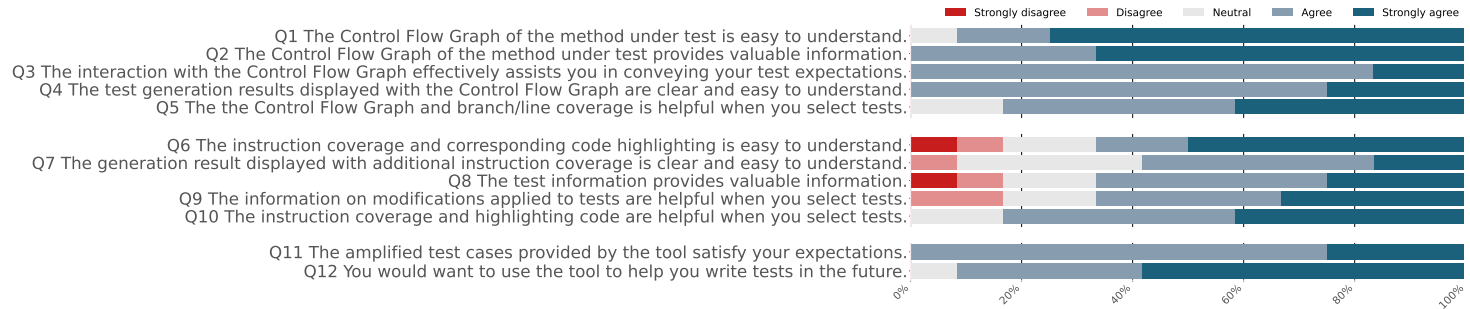 Strongly disagree Disagree Neutral Agree Strongly agree
Q1 The Control Flow Graph of the method under test is easy to understand.
Q2 The Control Flow Graph of the method under test provides valuable information.
Q3 The interaction with the Control Flow Graph effectively assists you in conveying your test expectations.
Q4 The test generation results displayed with the Control Flow Graph are clear and easy to understand.
Q5 The the Control Flow Graph and branch/line coverage is helpful when you select tests.
Q6 The instruction coverage and corresponding code highlighting is easy to understand.
Q7 The generation result displayed with additional instruction coverage is clear and easy to understand.
Q8 The test information provides valuable information.
Q9 The information on modifications applied to tests are helpful when you select tests.
Q10 The instruction coverage and highlighting code are helpful when you select tests.
Q11 The amplified test cases provided by the tool satisfy your expectations.
Q12 You would want to use the tool to help you write tests in the future.
0% 20% 40% 60% 80% 100%